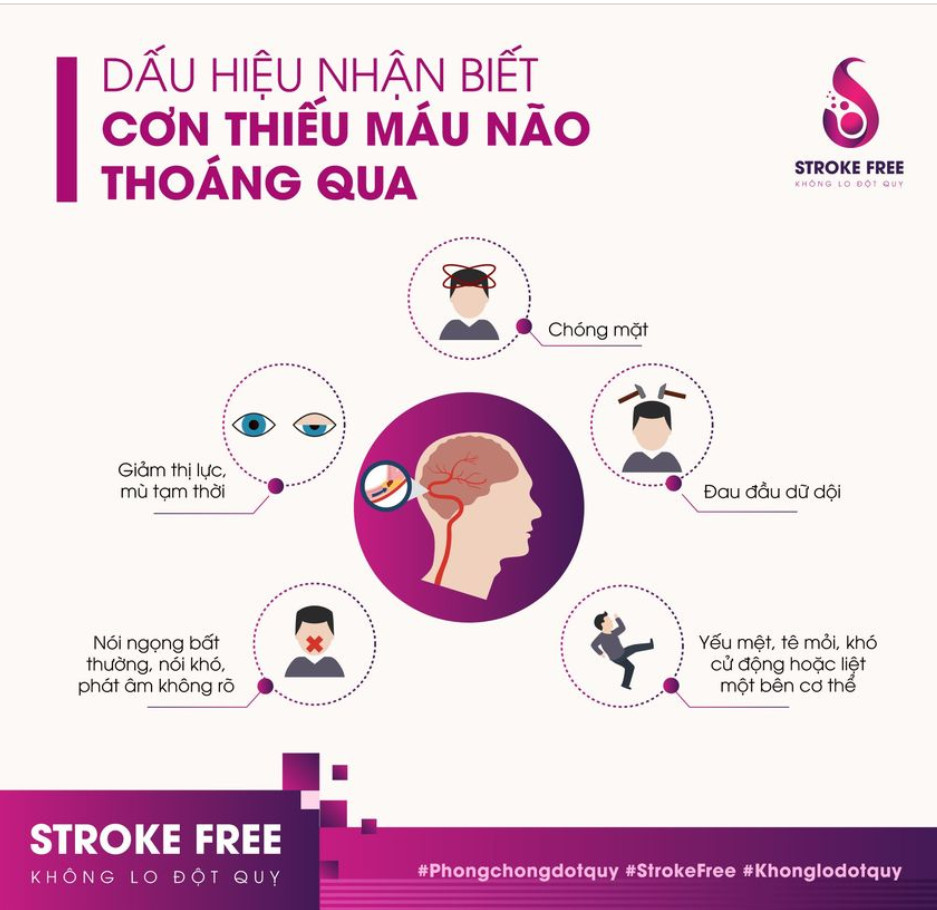 DẤU HIỆU NHẬN BIẾT
CƠN THIẾU MÁU NÃO
THOÁNG QUA
STROKE FREE
KHÔNG LO ĐỘT QUỴ
Chóng mặt
Giảm thị lực,
mù tạm thời
Đau đầu dữ dội
Nói ngọng bất
thường, nói khó,
phát âm không rõ
Yếu mệt, tê mỏi, khó
cử động hoặc liệt
một bên cơ thể
STROKE FREE
KHÔNG LO ĐỘT QUỴ
#Phongchongdotquy #StrokeFree #Khonglodotquy